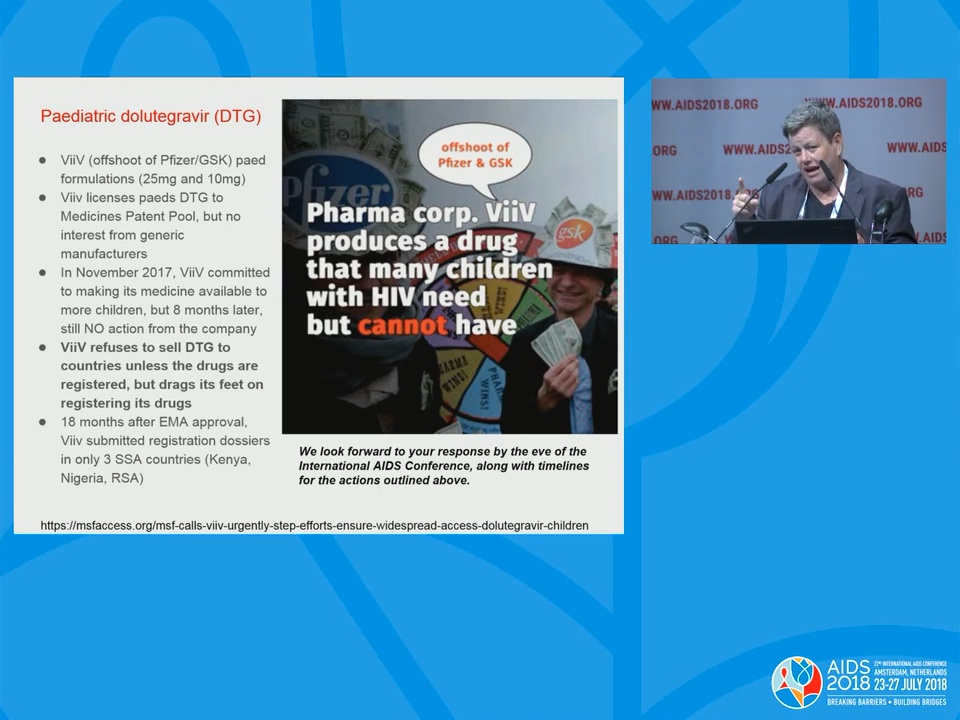 Paediatric dolutegravir (DTG)
● ViiV (offshoot of Pfizer/GSK) paed
formulations (25mg and 10mg)
● Viiv licenses paeds DTG to
Medicines Patent Pool, but no
interest from generic
manufacturers
● In November 2017, ViiV committed
to making its medicine available to
more children, but 8 months later,
still NO action from the company
● ViiV refuses to sell DTG to
countries unless the drugs are
registered, but drags its feet on
registering its drugs
● 18 months after EMA approval,
Viiv submitted registration dossiers
in only 3 SSA countries (Kenya,
Nigeria, RSA)
offshoot of
Pfizer & GSK
Pfizer
gsk
Pharma corp. ViiV
produces a drug
that many children
with HIV need
but cannot have
PHARMA
WINS!
We look forward to your response by the eve of the
International AIDS Conference, along with timelines
for the actions outlined above.
https://msfaccess.org/msf-calls-viiv-urgently-step-efforts-ensure-widespread-access-dolutegravir-children
WW.AIDS2018.ORG
WWW.AIDS2018.ORG
ORG
WWW.AIDS
WWW.AIDS
WW.AIDS2018
.ORG
AIDS
2018
22ND INTERNATIONAL AIDS CONFERENCE
AMSTERDAM, NETHERLANDS
23-27 JULY 2018
BREAKING BARRIERS • BUILDING BRIDGES